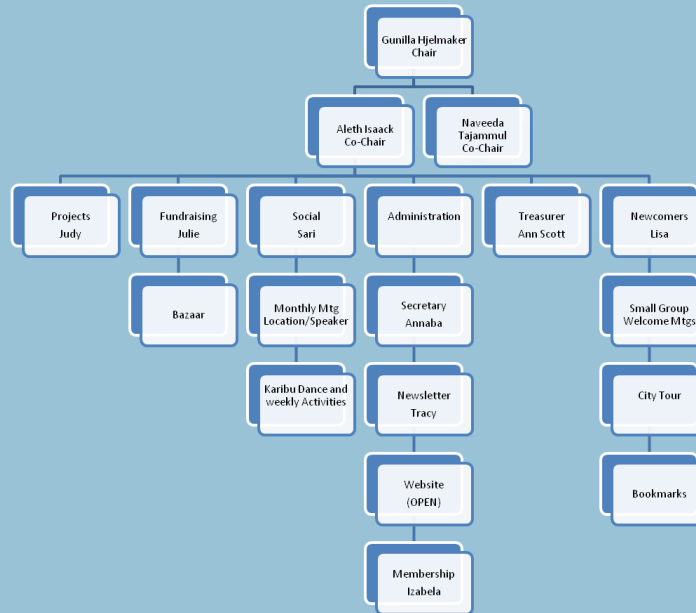 Gunilla Hjelmaker
Chair
Aleth Isaack
Co-Chair
Naveeda
Tajammul
Co-Chair
Projects
Judy
Fundraising
Julie
Social
Sari
Administration
Treasurer
Ann Scott
Newcomers
Lisa
Bazaar
Monthly Mtg
Location/Speaker
Secretary
Annaba
Small Group
Welcome Mtgs
Karibu Dance and
weekly Activities
Newsletter
Tracy
City Tour
Website
(OPEN)
Bookmarks
Membership
Izabela